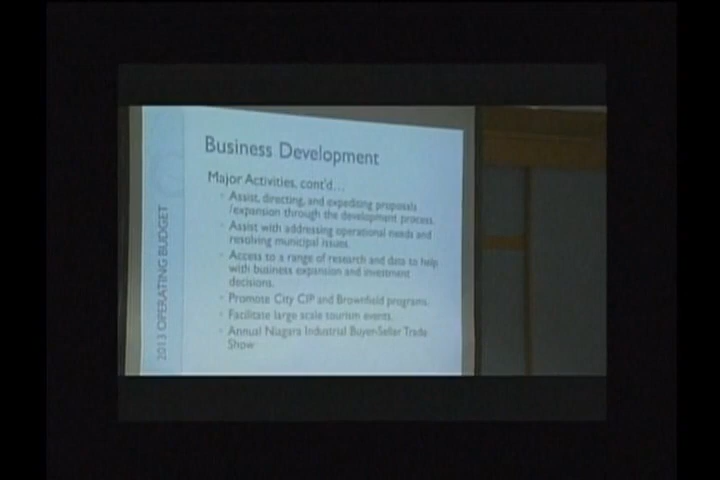 Business Development
Major Activities, cont'd...
Assist, directing, and expediting proposals
/expansion through the development process.
Assist with addressing operational needs and
resolving municipal issues.
Access to a range of research and data to help
with business expansion and investment
decisions.
Promote City CIP and Brownfield programs.
Facilitate large scale tourism events.
Annual Niagara Industrial Buyer-Seller Trade
Show
2013 OPERATING BUDGET